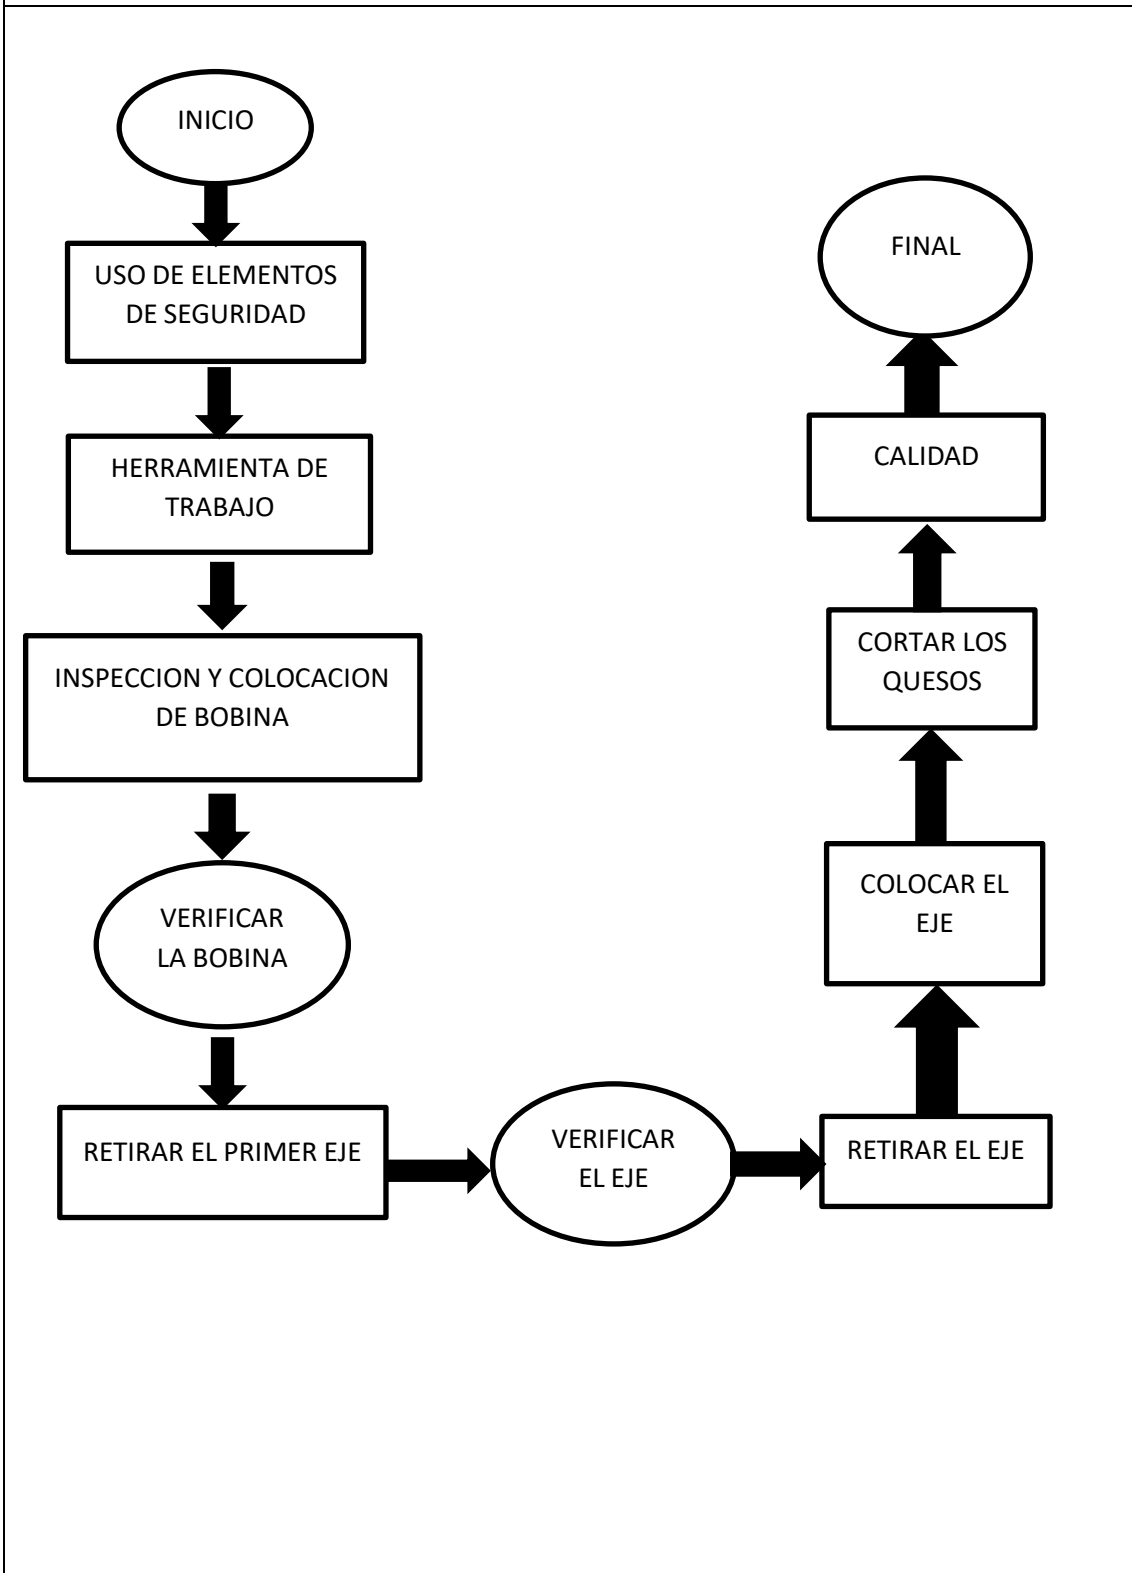 INICIO
USO DE ELEMENTOS
DE SEGURIDAD
HERRAMIENTA DE
TRABAJO
INSPECCION Y COLOCACION
DE BOBINA
VERIFICAR
LA BOBINA
RETIRAR EL PRIMER EJE
VERIFICAR
EL EJE
RETIRAR EL EJE
COLOCAR EL
EJE
CORTAR LOS
QUESOS
CALIDAD
FINAL